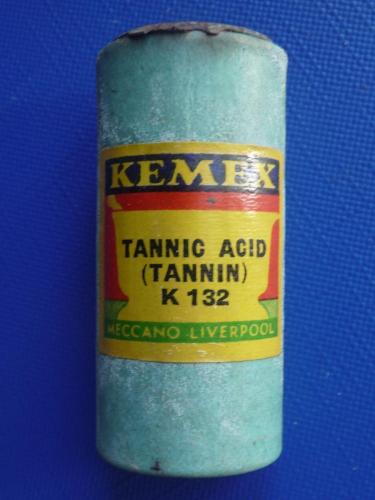 KEMEX
TANNIC ACID
(TANNIN)
K 132
MECCANO LIVERPOOL